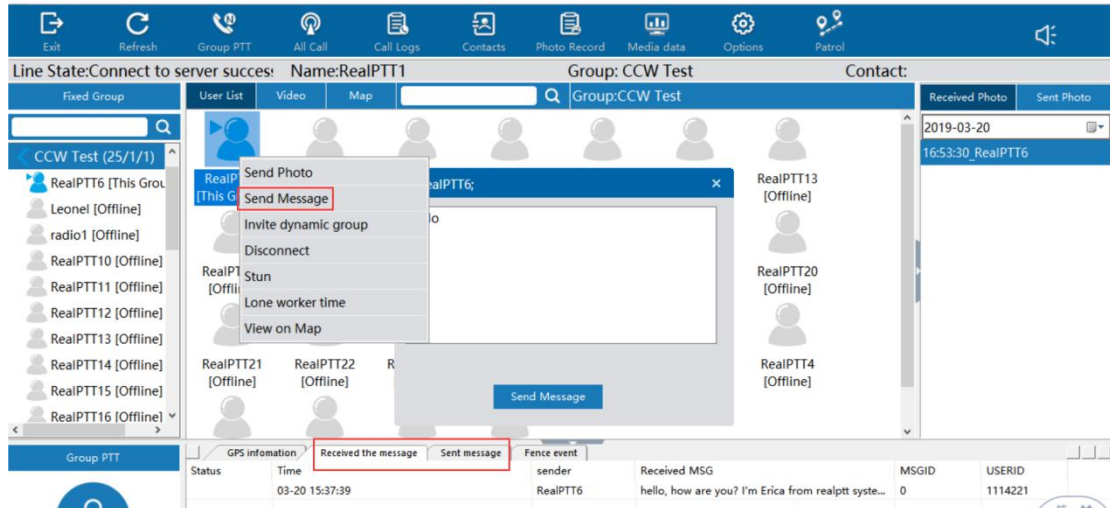 Exit Refresh Group PTT All Call Call Logs Contacts Photo Record Media data Options Patrol
Line State:Connect to server succes: Name:RealPTT1 Group: CCW Test Contact:
Fixed Group
User List Video Map Group:CCW Test
Received Photo Sent Photo
CCW Test (25/1/1)
RealPTT6 [This Grou
Leonel [Offline]
radio1 [Offline]
RealPTT10 [Offline]
RealPTT11 [Offline]
RealPTT12 [Offline]
RealPTT13 [Offline]
RealPTT14 [Offline]
RealPTT15 [Offline]
RealPTT16 [Offline]
Send Photo
Send Message
Invite dynamic group
Disconnect
Stun
Lone worker time
View on Map
ealPTT6;
Send Message
RealPTT13
[Offline]
RealPTT20
[Offline]
RealPTT21
[Offline]
RealPTT22
[Offline]
RealPTT4
[Offline]
2019-03-20
16:53:30_RealPTT6
Group PTT
GPS infomation Received the message Sent message Fence event
Status Time sender Received MSG MSGID USERID
03-20 15:37:39 RealPTT6 hello, how are you? I'm Erica from realptt syste... 0 1114221